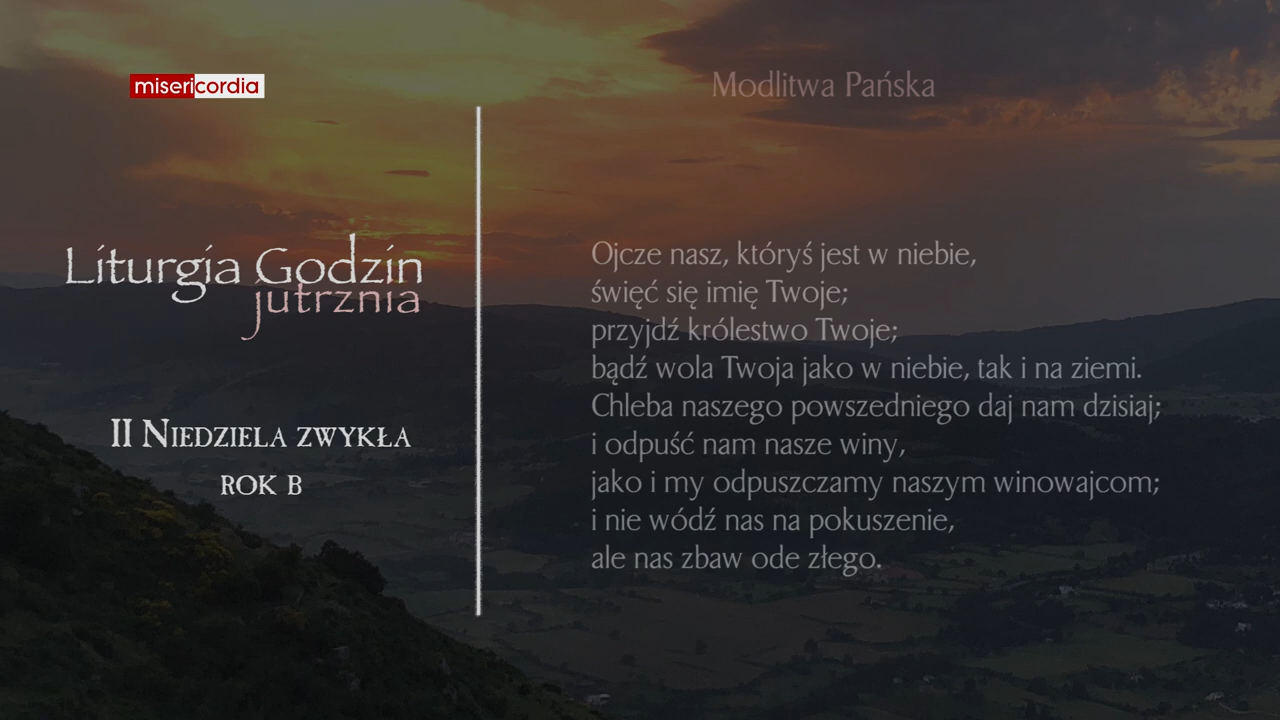 misericordia
Liturgia Godzin
jutrznia
II Niedziela zwykła
rok B
Modlitwa Pańska
Ojcze nasz, któryś jest w niebie,
święć się imię Twoje;
przyjdź królestwo Twoje;
bądź wola Twoja jako w niebie, tak i na ziemi.
Chleba naszego powszedniego daj nam dzisiaj;
i odpuść nam nasze winy,
jako i my odpuszczamy naszym winowajcom;
i nie wódź nas na pokuszenie,
ale nas zbaw ode złego.